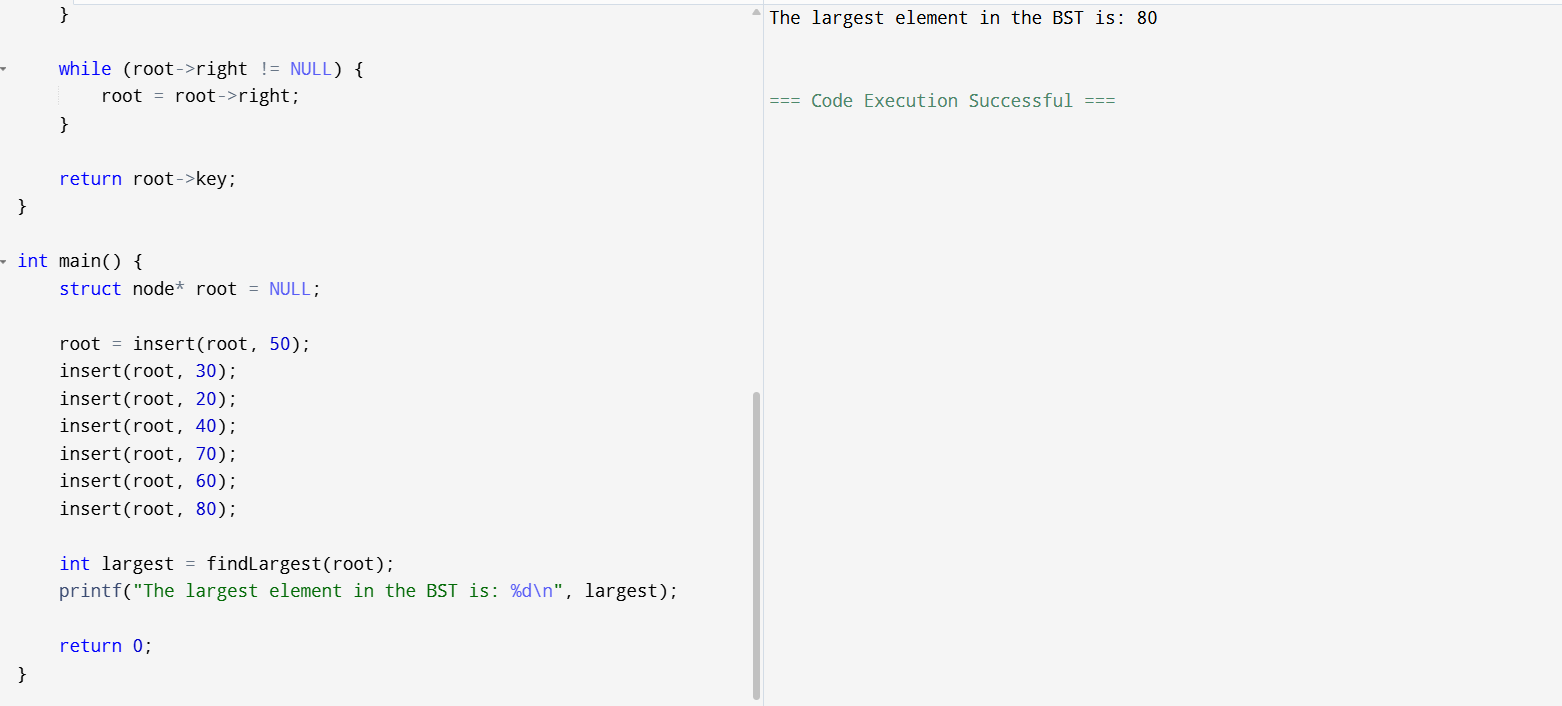 }

    while (root->right != NULL) {
        root = root->right;
    }

    return root->key;
}

int main() {
    struct node* root = NULL;

    root = insert(root, 50);
    insert(root, 30);
    insert(root, 20);
    insert(root, 40);
    insert(root, 70);
    insert(root, 60);
    insert(root, 80);

    int largest = findLargest(root);
    printf("The largest element in the BST is: %d\n", largest);

    return 0;
}
The largest element in the BST is: 80
=== Code Execution Successful ===